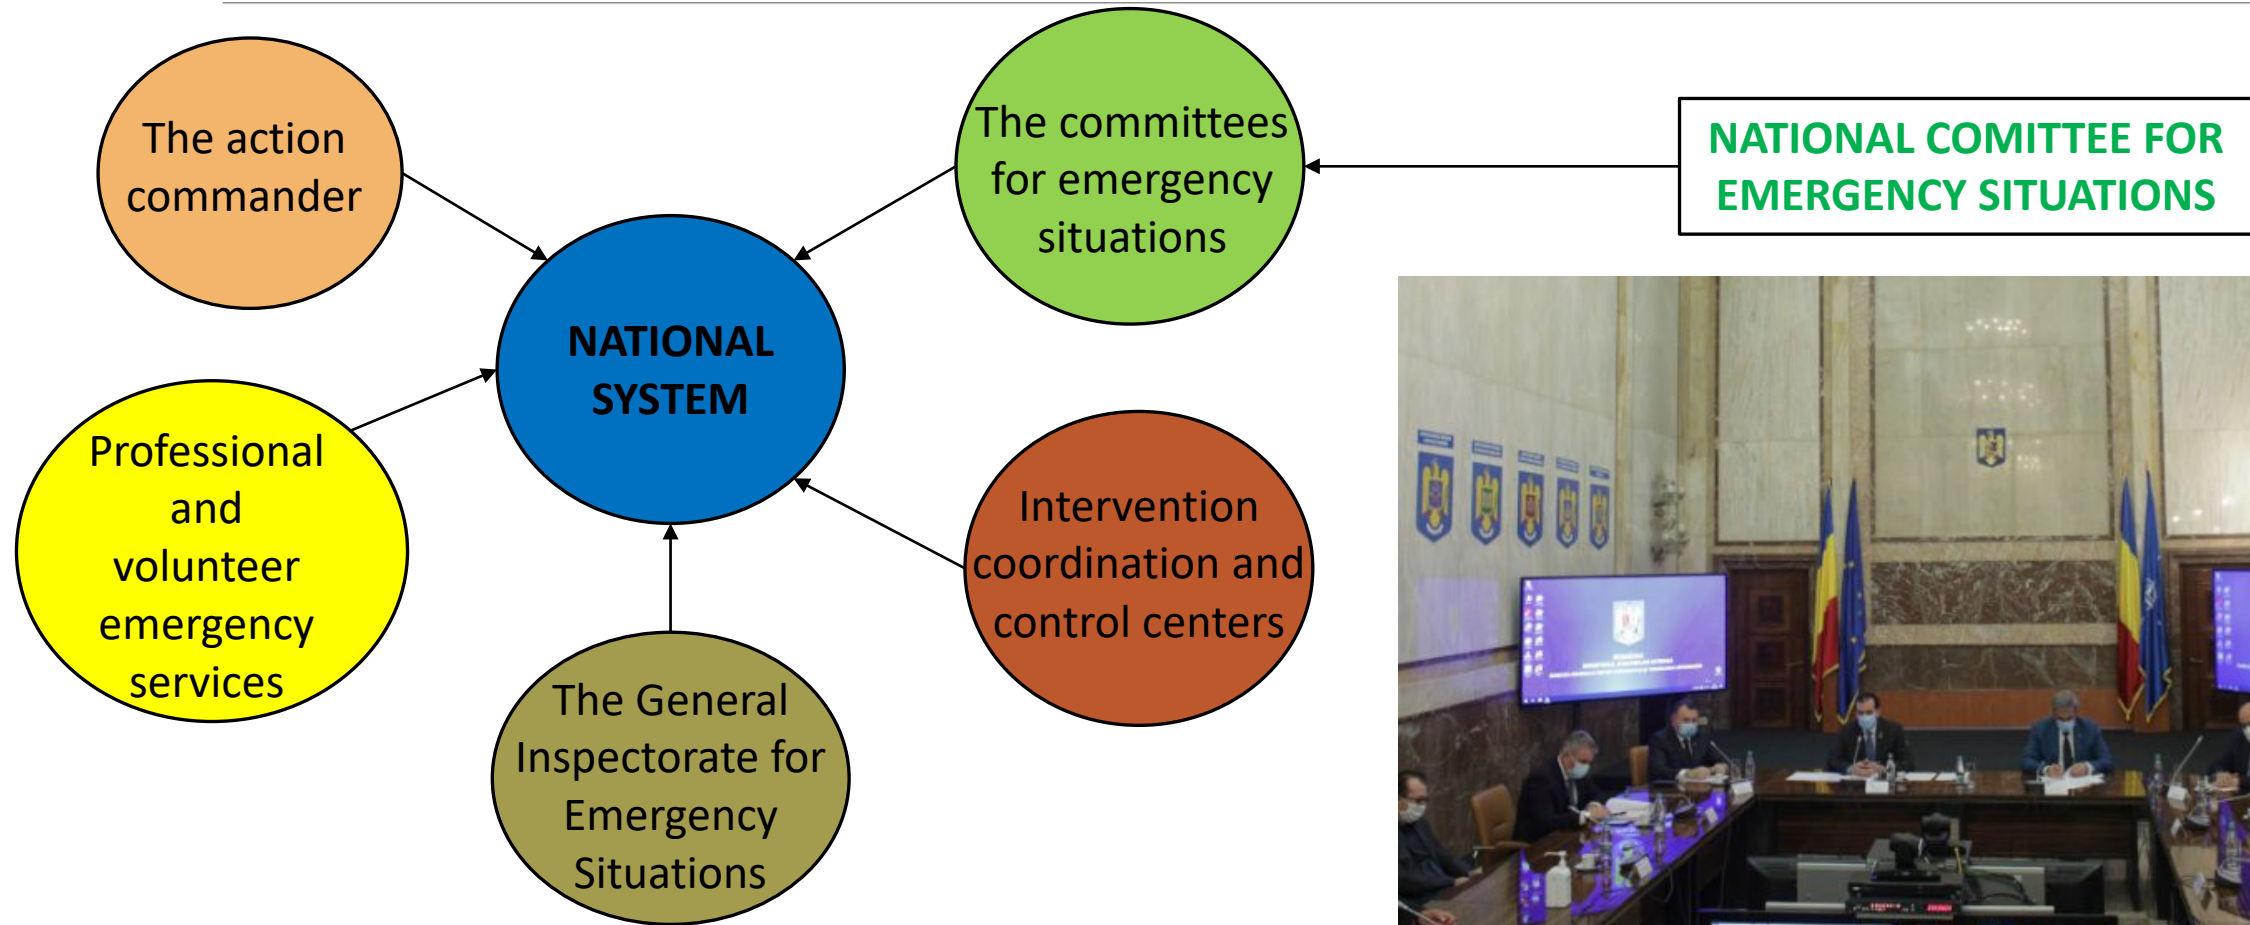 The action
commander
The committees
for emergency
situations
NATIONAL COMITTEE FOR
EMERGENCY SITUATIONS
NATIONAL
SYSTEM
Professional
and
volunteer
emergency
services
Intervention
coordination and
control centers
The General
Inspectorate for
Emergency
Situations